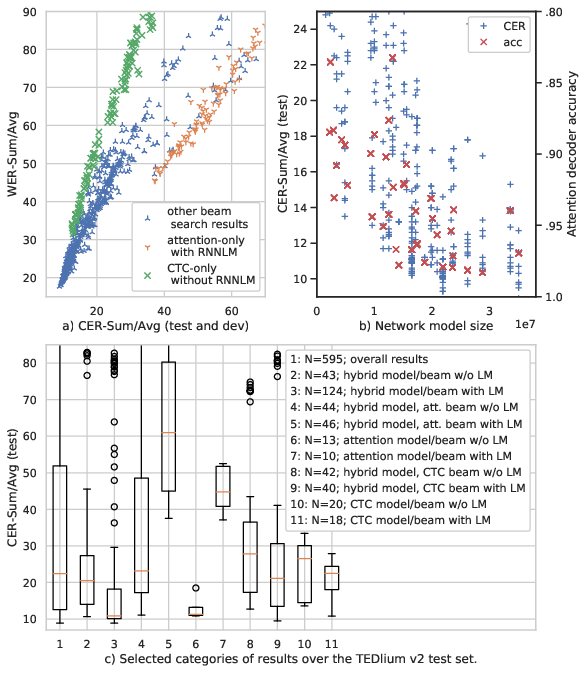 90
80
70
60
50
40
30
20
WER-Sum/Avg
20
40
60
a) CER-Sum/Avg (test and dev)
other beam
search results
attention-only
with RNNLM
CTC-only
without RNNLM
24
22
20
18
16
14
12
10
CER-Sum/Avg (test)
0
1
2
3
1e7
b) Network model size
CER
acc
.80
.85
.90
.95
1.0
Attention decoder accuracy
80
70
60
50
40
30
20
10
CER-Sum/Avg (test)
1
2
3
4
5
6
7
8
9
10
11
1: N=595; overall results
2: N=43; hybrid model/beam w/o LM
3: N=124; hybrid model/beam with LM
4: N=44; hybrid model, att. beam w/o LM
5: N=46, hybrid model, att. beam with LM
6: N=13; attention model/beam w/o LM
7: N=10; attention model/beam with LM
8: N=42; hybrid model, CTC beam w/o LM
9: N=40; hybrid model, CTC beam with LM
10: N=20; CTC model/beam w/o LM
11: N=18; CTC model/beam with LM
c) Selected categories of results over the TEDlium v2 test set.